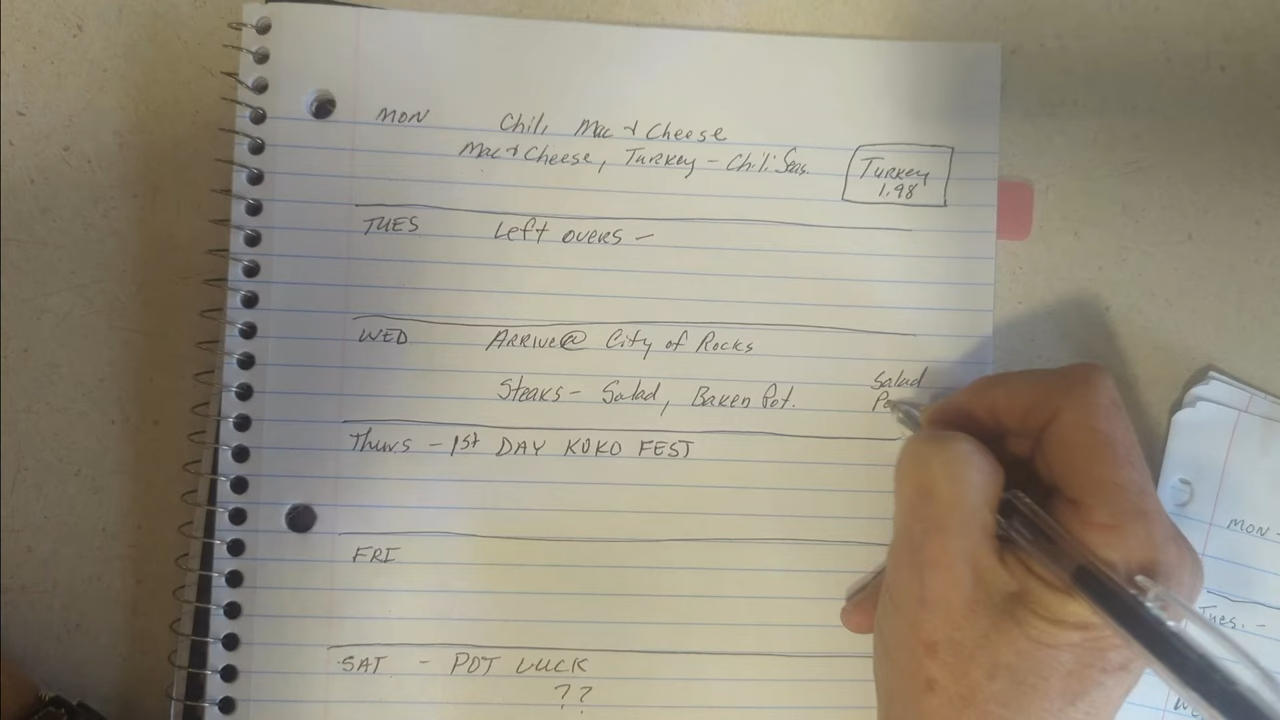 MON Chili Mac & Cheese
Mac & Cheese, Turkey - Chili Seas.
Turkey
1.98
TUES Left overs -
WED ARRIVE@ City of Rocks
Steaks - Salad, Baken Pot.
Salad
Po
Thurs - 1st DAY KOKO FEST
FRI
SAT - POT LUCK
??
MON -
Tues. -